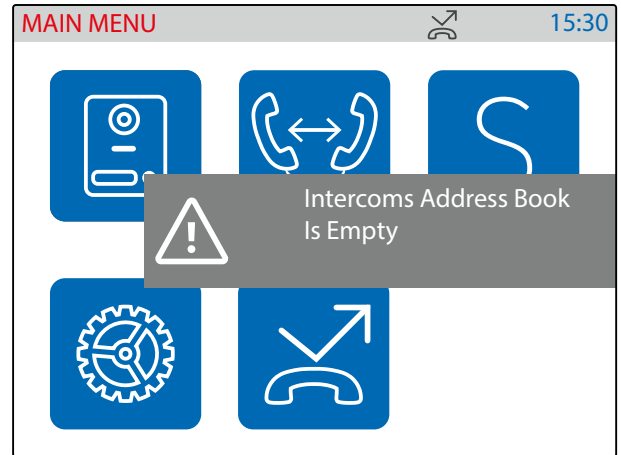 MAIN MENU
15:30
S
Intercoms Address Book
Is Empty